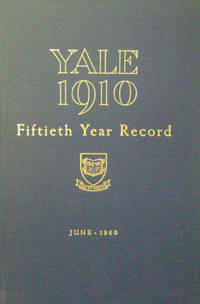 YALE
1910
Fiftieth Year Record
JUNE · 1960